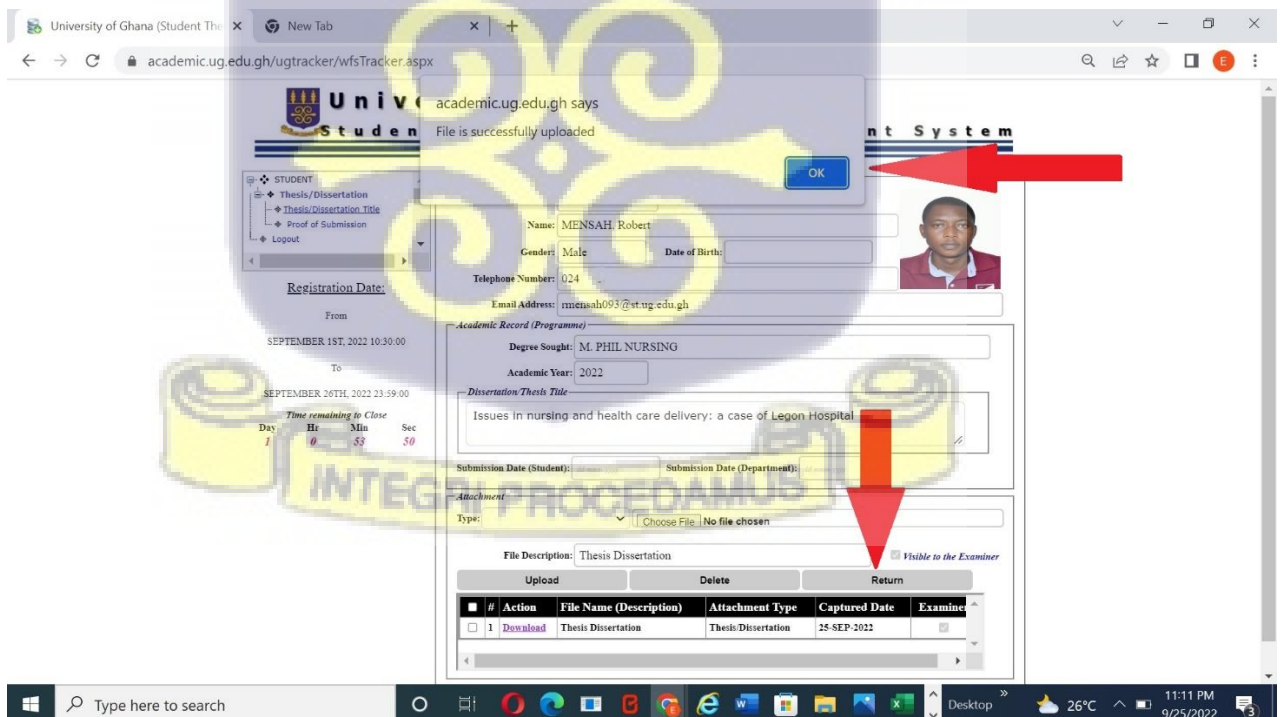 University of Ghana (Student The
New Tab
academic.ug.edu.gh/ugtracker/wfsTracker.aspx
E
academic.ug.edu.gh says
File is successfully uploaded
OK
Univ
Studen
nt System
STUDENT
Thesis/Dissertation
Thesis/Dissertation Title
Proof of Submission
Logout
Registration Date:
From
SEPTEMBER 1ST, 2022 10:30:00
To
SEPTEMBER 26TH, 2022 23:59:00
Time remaining to Close
Day Hr Min Sec
1 0 53 50
Name: MENSAH, Robert
Gender: Male Date of Birth:
Telephone Number: 024
Email Address: rmensah093@st.ug.edu.gh
Academic Record (Programme)
Degree Sought: M. PHIL NURSING
Academic Year: 2022
Dissertation/Thesis Title
Issues in nursing and health care delivery: a case of Legon Hospital
Submission Date (Student): Submission Date (Department):
INTEGRI PROCEDAMUS
Attachment
Type: Choose File No file chosen
File Description: Thesis Dissertation Visible to the Examiner
Upload Delete Return
# Action File Name (Description) Attachment Type Captured Date Examiner
1 Download Thesis Dissertation Thesis/Dissertation 25-SEP-2022
Type here to search
Desktop
26°C
11:11 PM
9/25/2022
3